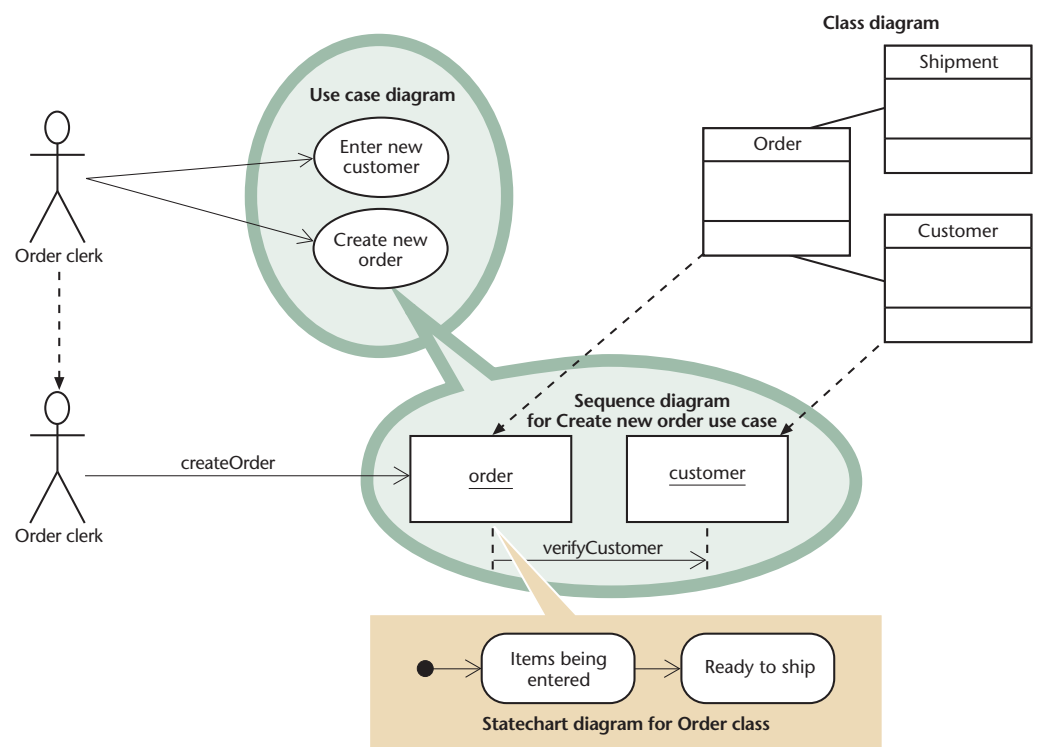 Class diagram
Shipment
Use case diagram
Enter new
customer
Order
Create new
order
Customer
Order clerk
Sequence diagram
for Create new order use case
createOrder
order
customer
Order clerk
verifyCustomer
Items being
entered
Ready to ship
Statechart diagram for Order class